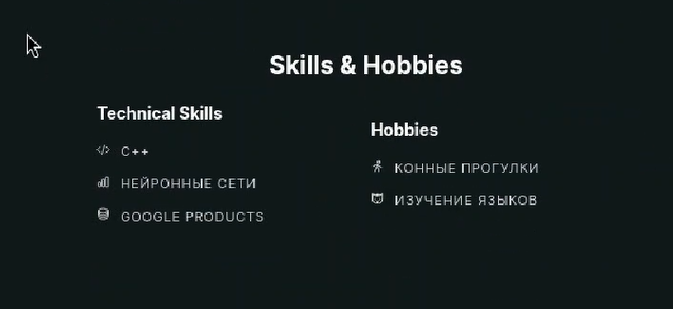 Skills & Hobbies
Technical Skills
C++
НЕЙРОННЫЕ СЕТИ
GOOGLE PRODUCTS
Hobbies
КОННЫЕ ПРОГУЛКИ
ИЗУЧЕНИЕ ЯЗЫКОВ